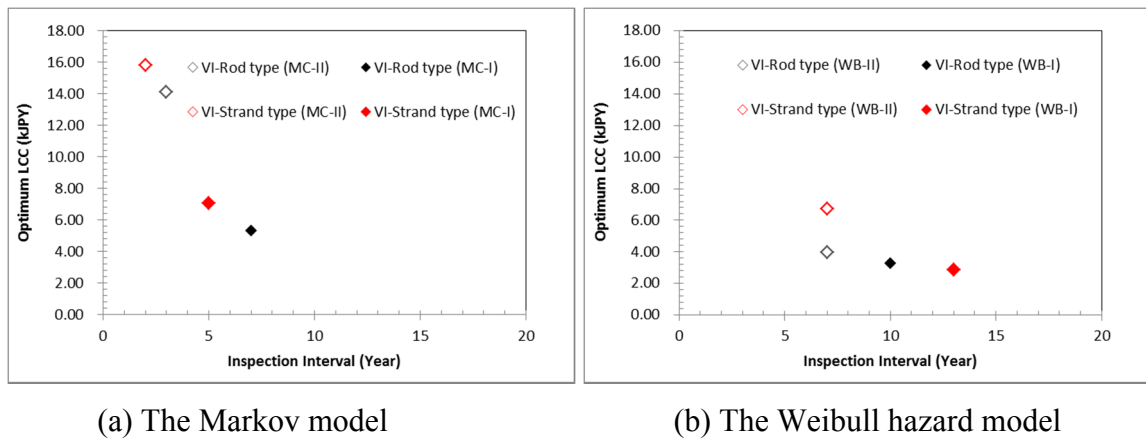 18.00
16.00
14.00
12.00
10.00
8.00
6.00
4.00
2.00
0.00
Optimum LCC (kJPY)
VI-Rod type (MC-II) VI-Rod type (MC-I)
VI-Strand type (MC-II) VI-Strand type (MC-I)
0 5 10 15 20
Inspection Interval (Year)
(a) The Markov model
18.00
16.00
14.00
12.00
10.00
8.00
6.00
4.00
2.00
0.00
Optimum LCC (kJPY)
VI-Rod type (WB-II) VI-Rod type (WB-I)
VI-Strand type (WB-II) VI-Strand type (WB-I)
0 5 10 15 20
Inspection Interval (Year)
(b) The Weibull hazard model